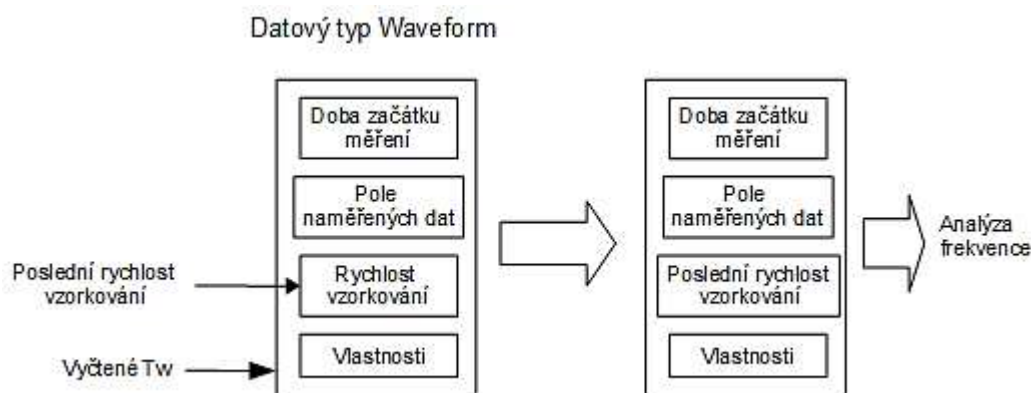 Datový typ Waveform
Doba začátku
měření
Pole
naměřených dat
Rychlost
vzorkování
Vlastnosti
Poslední rychlost
vzorkování
Vyčtené Tw
Doba začátku
měření
Pole
naměřených dat
Poslední rychlost
vzorkování
Vlastnosti
Analýza
frekvence